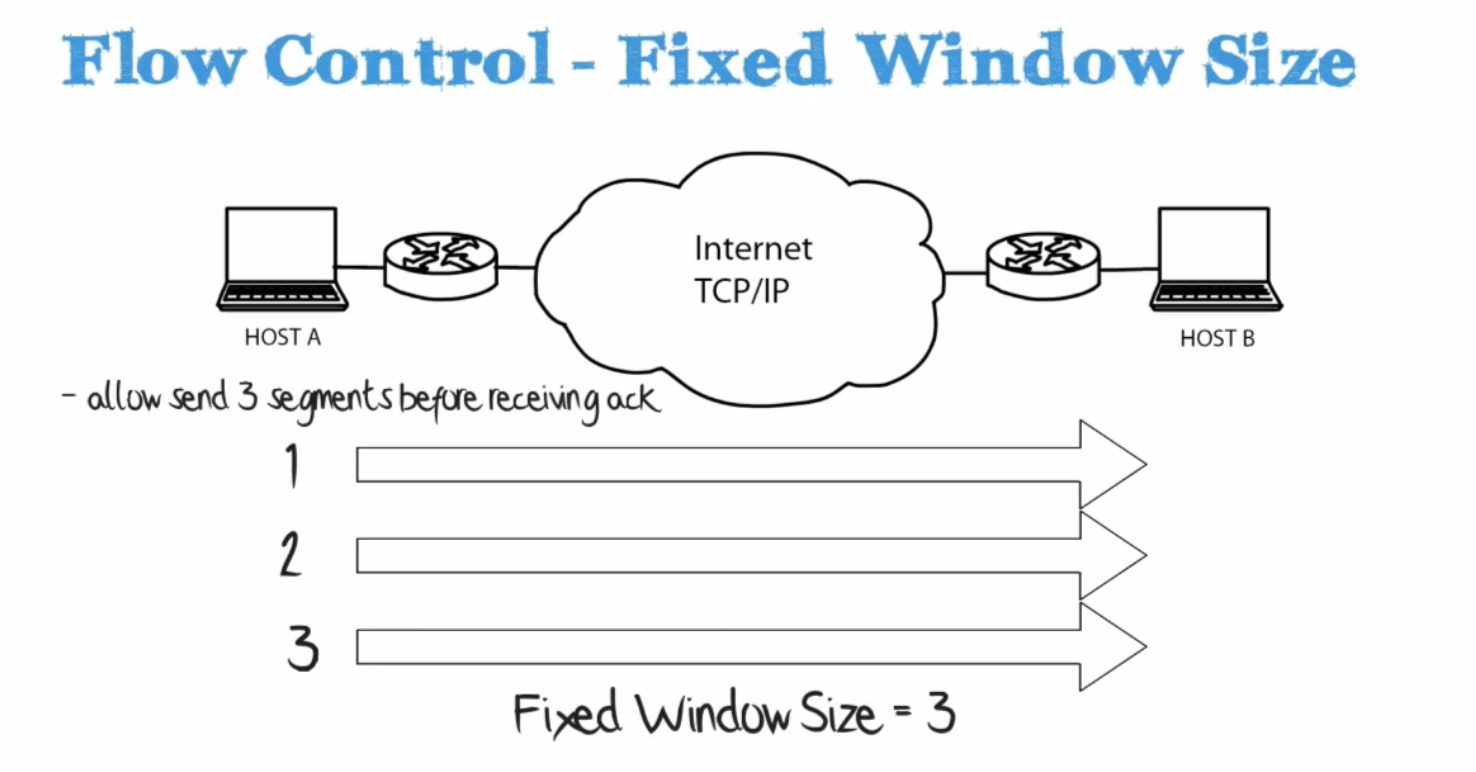 Flow Control - Fixed Window Size
Internet
TCP/IP
HOST A
HOST B
- allow send 3 segments before receiving ack
1
2
3
Fixed Window Size = 3